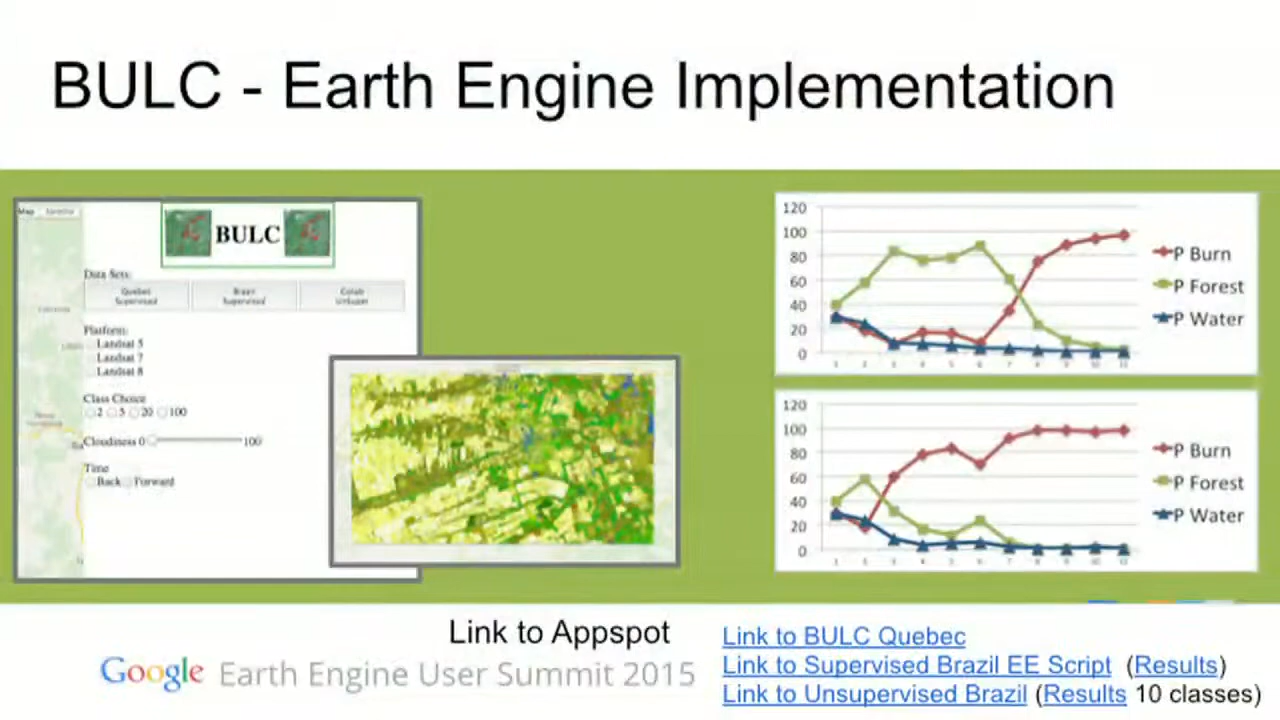 BULC - Earth Engine Implementation
Map
BULC
Data Sets:
Quebec Supervised
Brazil Supervised
Platform:
Landsat 5
Landsat 7
Landsat 8
Class Choice
2 5 20 100
Cloudiness 0 100
Time
Back Forward
120
100
80
60
40
20
0
P Burn
P Forest
P Water
120
100
80
60
40
20
0
P Burn
P Forest
P Water
Link to Appspot
Google Earth Engine User Summit 2015
Link to BULC Quebec
Link to Supervised Brazil EE Script (Results)
Link to Unsupervised Brazil (Results 10 classes)